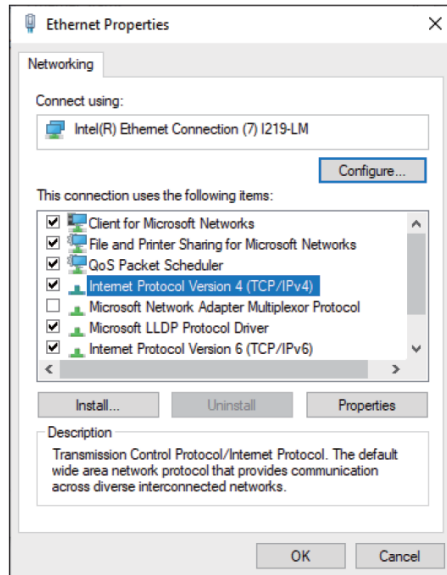 Ethernet Properties
Networking
Connect using:
Intel(R) Ethernet Connection (7) I219-LM
Configure...
This connection uses the following items:
Client for Microsoft Networks
File and Printer Sharing for Microsoft Networks
QoS Packet Scheduler
Internet Protocol Version 4 (TCP/IPv4)
Microsoft Network Adapter Multiplexor Protocol
Microsoft LLDP Protocol Driver
Internet Protocol Version 6 (TCP/IPv6)
Install... Uninstall Properties
Description
Transmission Control Protocol/Internet Protocol. The default
wide area network protocol that provides communication
across diverse interconnected networks.
OK Cancel